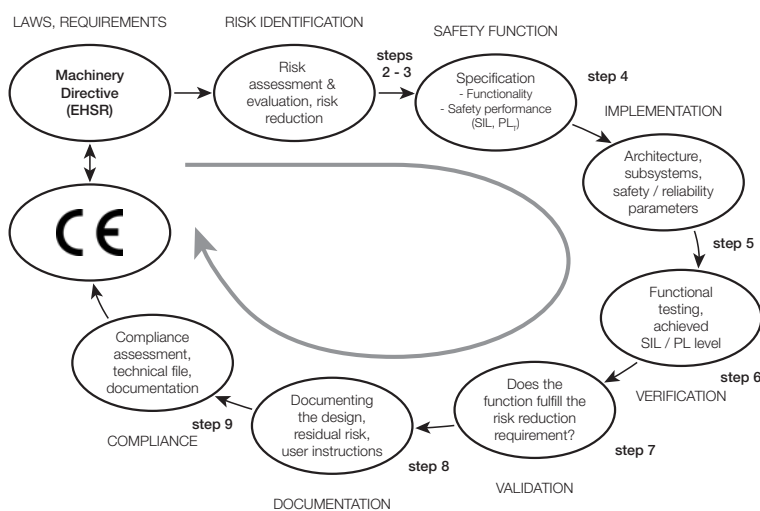 LAWS, REQUIREMENTS
Machinery
Directive
(EHSR)
RISK IDENTIFICATION
Risk
assessment &
evaluation, risk
reduction
steps
2 - 3
SAFETY FUNCTION
Specification
- Functionality
- Safety performance
(SIL, PLr)
step 4
IMPLEMENTATION
Architecture,
subsystems,
safety / reliability
parameters
step 5
Functional
testing,
achieved
SIL / PL level
step 6
VERIFICATION
Does the
function fulfill the
risk reduction
requirement?
step 7
VALIDATION
Documenting
the design,
residual risk,
user instructions
step 8
DOCUMENTATION
Compliance
assessment,
technical file,
documentation
step 9
COMPLIANCE
CE